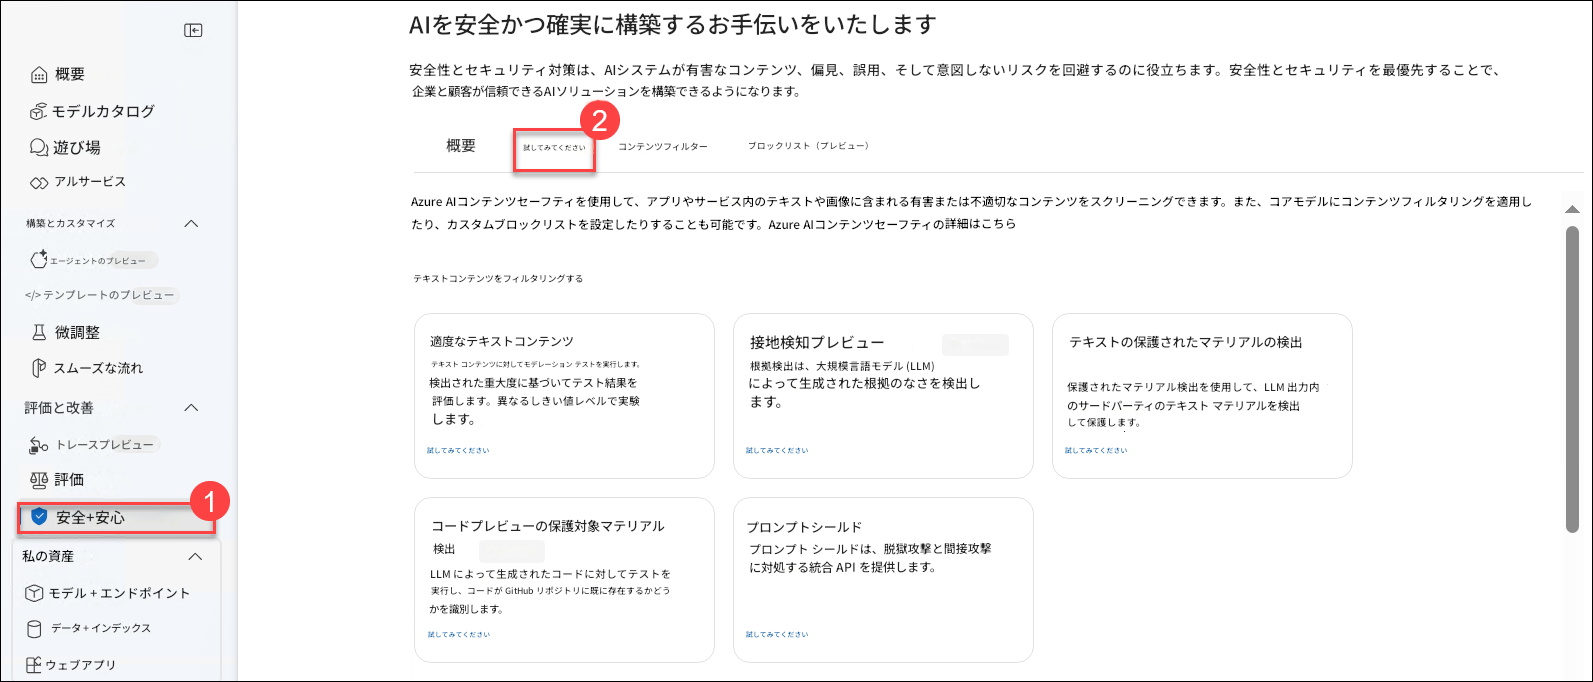 概要
モデルカタログ
遊び場
アルサービス
構築とカスタマイズ
エージェントのプレビュー
</> テンプレートのプレビュー
微調整
スムーズな流れ
評価と改善
トレースプレビュー
評価
安全+安心
1
私の資産
モデル + エンドポイント
データ + インデックス
ウェブアプリ
AIを安全かつ確実に構築するお手伝いをいたします
安全性とセキュリティ対策は、AIシステムが有害なコンテンツ、偏見、誤用、そして意図しないリスクを回避するのに役立ちます。安全性とセキュリティを最優先することで、
企業と顧客が信頼できるAIソリューションを構築できるようになります。
2
概要
試してみてください
コンテンツフィルター
ブロックリスト（プレビュー）
Azure AIコンテンツセーフティを使用して、アプリやサービス内のテキストや画像に含まれる有害または不適切なコンテンツをスクリーニングできます。また、コアモデルにコンテンツフィルタリングを適用し
たり、カスタムブロックリストを設定したりすることも可能です。Azure AIコンテンツセーフティの詳細はこちら
テキストコンテンツをフィルタリングする
適度なテキストコンテンツ
テキスト コンテンツに対してモデレーション テストを実行します。
検出された重大度に基づいてテスト結果を
評価します。異なるしきい値レベルで実験
します。
試してみてください
接地検知プレビュー
根拠検出は、大規模言語モデル (LLM)
によって生成された根拠のなさを検出し
ます。
試してみてください
テキストの保護されたマテリアルの検出
保護されたマテリアル検出を使用して、LLM 出力内
のサードパーティのテキスト マテリアルを検出
して保護します。
試してみてください
コードプレビューの保護対象マテリアル
検出
LLM によって生成されたコードに対してテストを
実行し、コードが GitHub リポジトリに既に存在するかどう
かを識別します。
試してみてください
プロンプトシールド
プロンプト シールドは、脱獄攻撃と間接攻撃
に対処する統合 API を提供します。
試してみてください